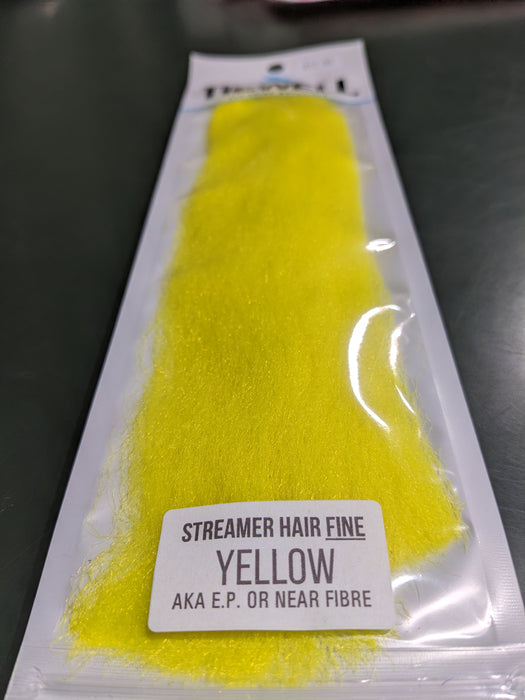 STREAMER HAIR FINE
YELLOW
AKA E.P. OR NEAR FIBRE